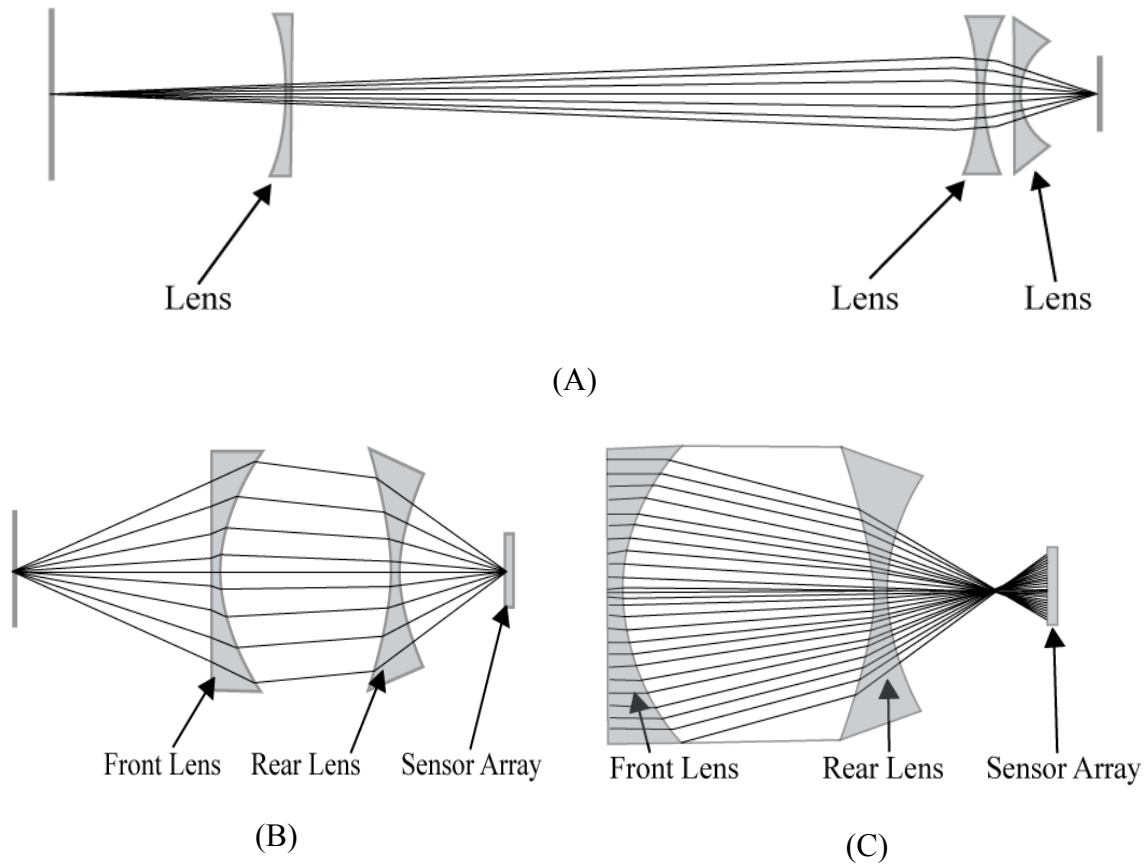 Lens
Lens
Lens
(A)
Front Lens
Rear Lens
Sensor Array
Front Lens
Rear Lens
Sensor Array
(B)
(C)